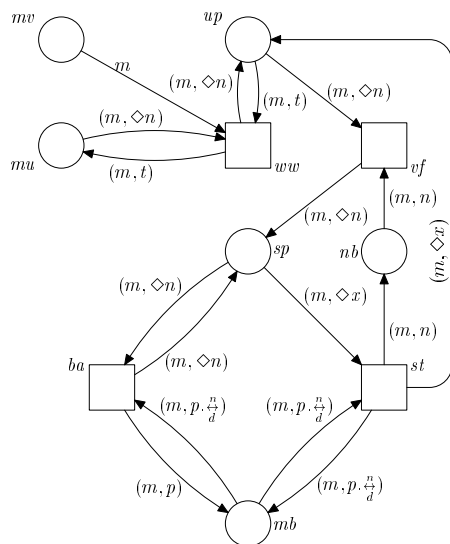 mv
up
m
(m, ◇n)
(m, t)
(m, ◇n)
(m, ◇n)
mu
(m, t)
ww
vf
(m, n)
(m, ◇n)
sp
nb
(m, ◇x)
(m, ◇n)
(m, ◇x)
(m, n)
ba
(m, ◇n)
st
(m, p. n ↔ d)
(m, p. n ↔ d)
(m, p)
(m, p. n ↔ d)
mb